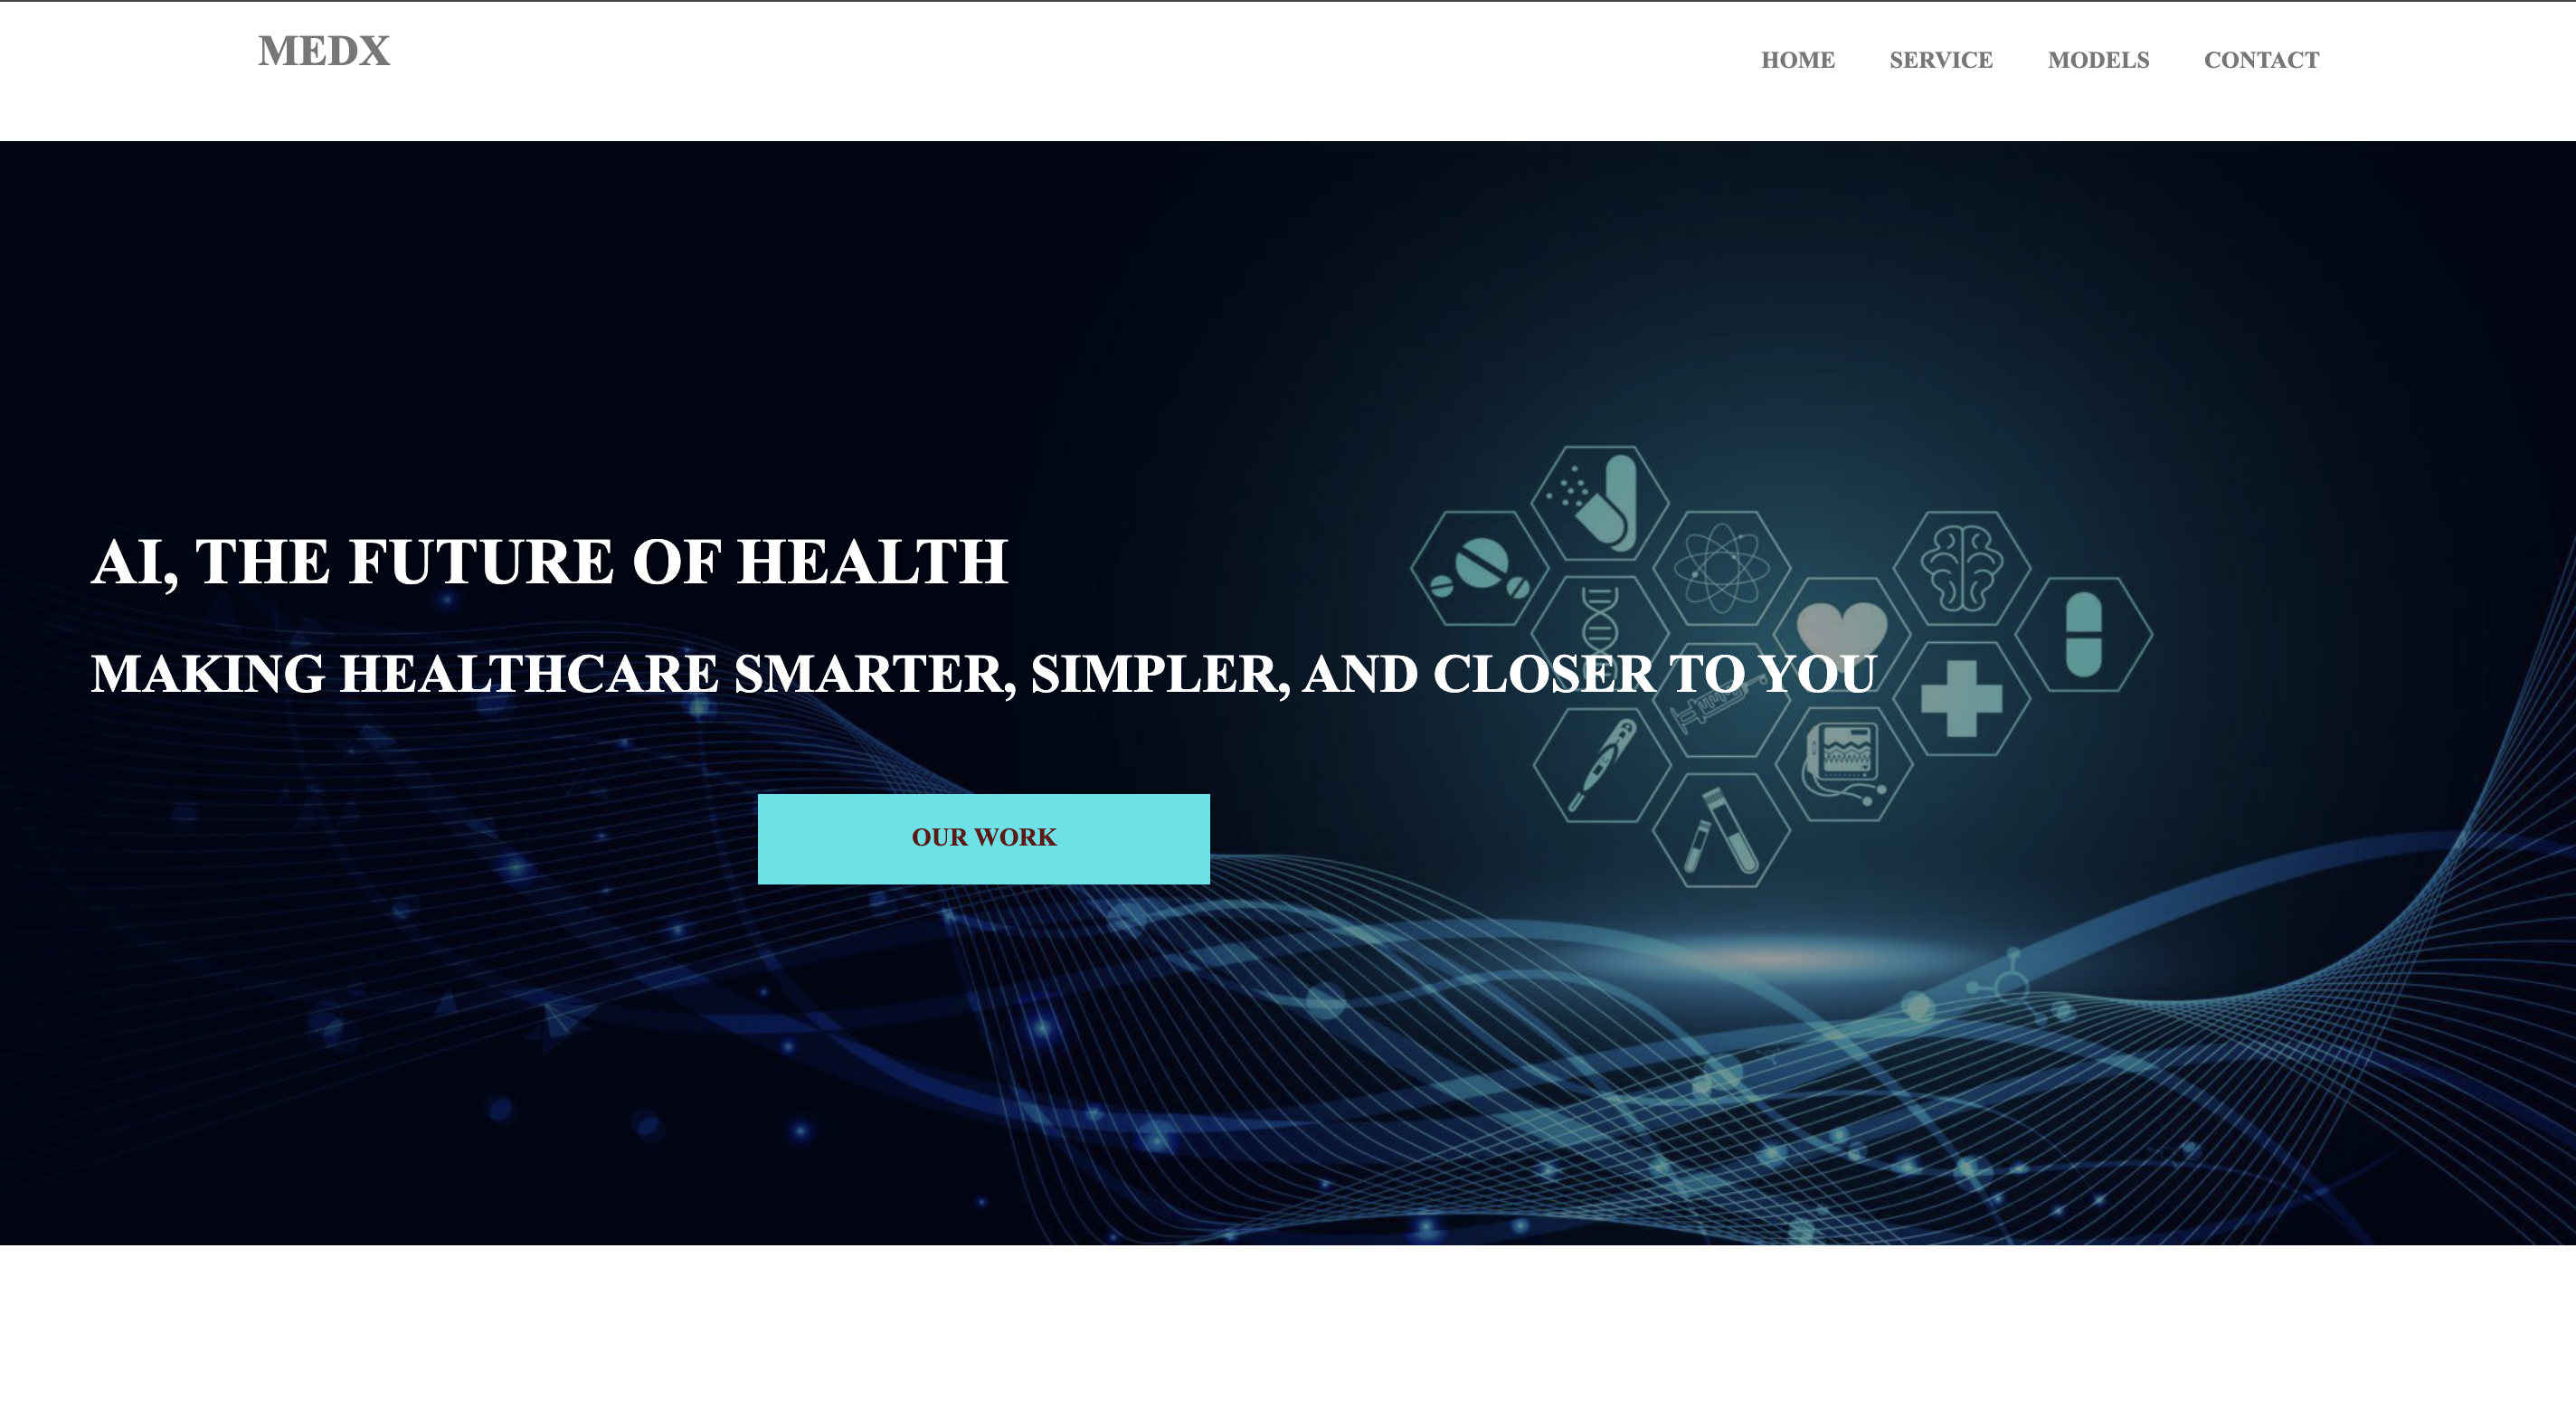 MEDX
HOME SERVICE MODELS CONTACT
AI, THE FUTURE OF HEALTH
MAKING HEALTHCARE SMARTER, SIMPLER, AND CLOSER TO YOU
OUR WORK